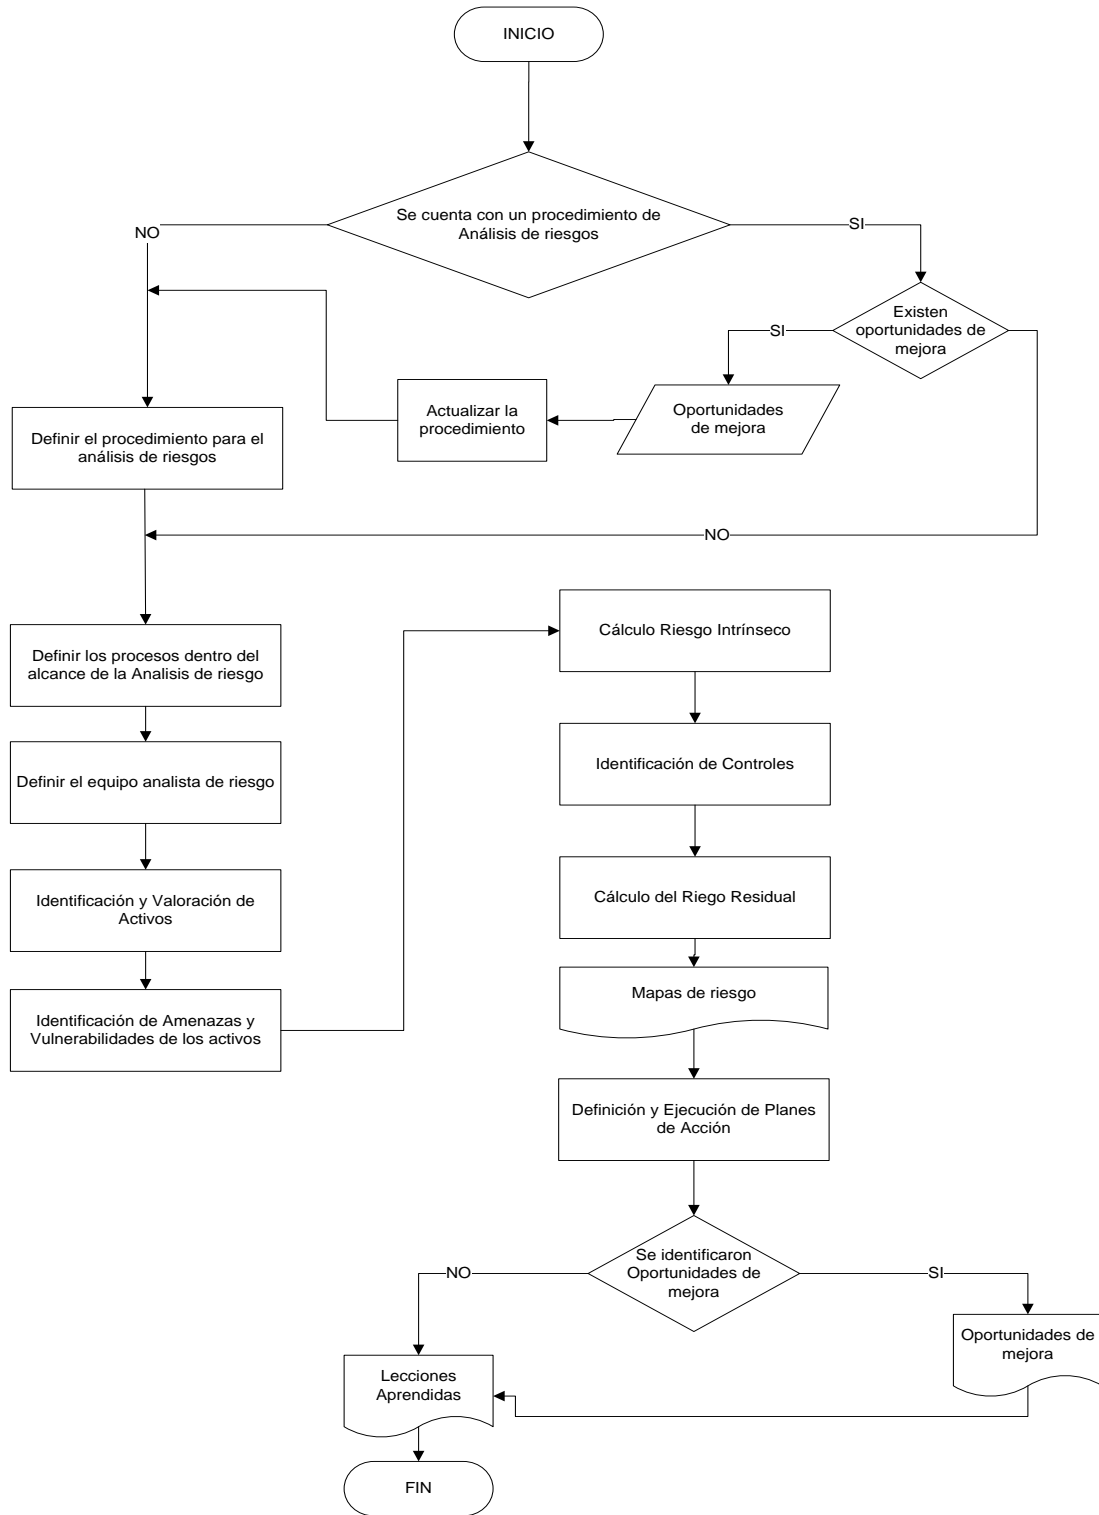 INICIO
Se cuenta con un procedimiento de
Análisis de riesgos
NO
SI
Existen
oportunidades de
mejora
SI
Oportunidades
de mejora
Actualizar la
procedimiento
Definir el procedimiento para el
análisis de riesgos
NO
Definir los procesos dentro del
alcance de la Analisis de riesgo
Definir el equipo analista de riesgo
Identificación y Valoración de
Activos
Identificación de Amenazas y
Vulnerabilidades de los activos
Cálculo Riesgo Intrínseco
Identificación de Controles
Cálculo del Riego Residual
Mapas de riesgo
Definición y Ejecución de Planes
de Acción
Se identificaron
Oportunidades de
mejora
NO
SI
Oportunidades de
mejora
Lecciones
Aprendidas
FIN